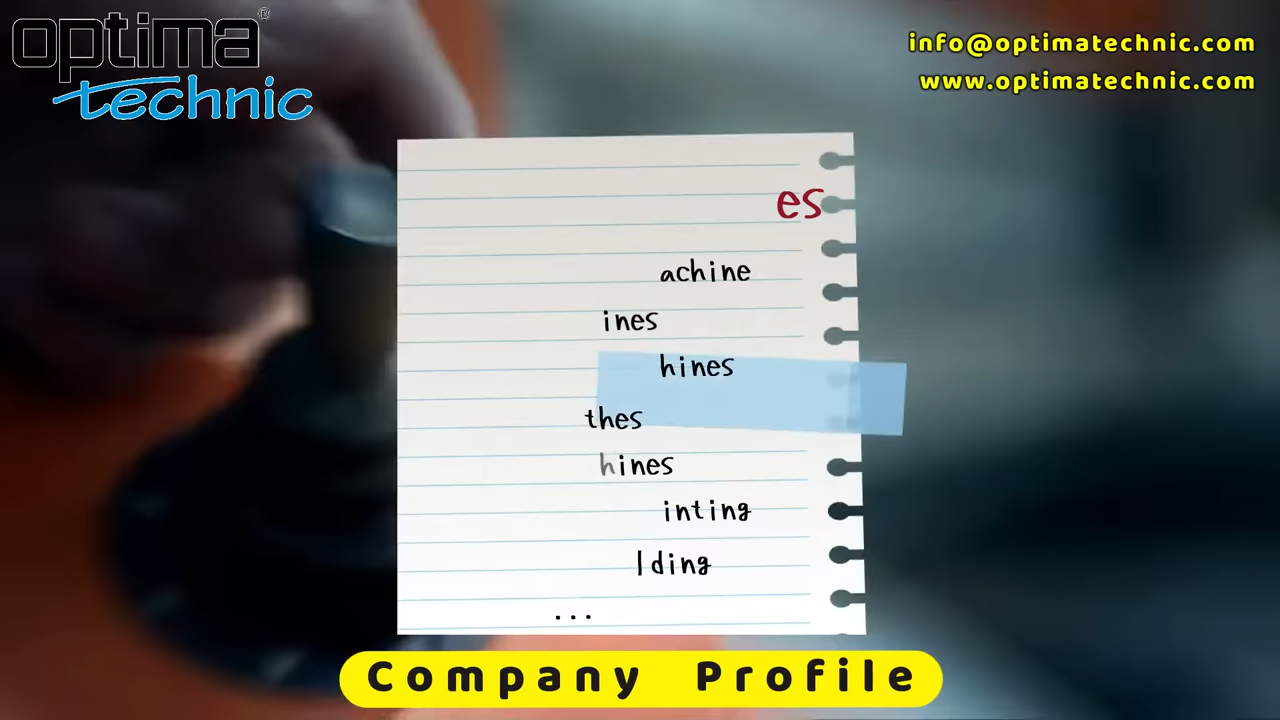 optima®
technic
info@optimatechnic.com
www.optimatechnic.com
es
achine
ines
hines
thes
hines
inting
lding
...
Company Profile